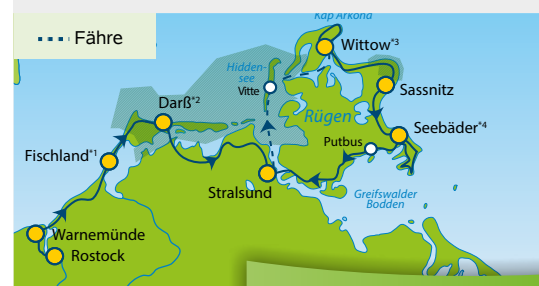 Fähre
Kap Arkona
Wittow*3
Hidden-
see
Vitte
Sassnitz
Darß*2
Rügen
Seebäder*4
Putbus
Fischland*1
Stralsund
Greifswalder
Bodden
Warnemünde
Rostock